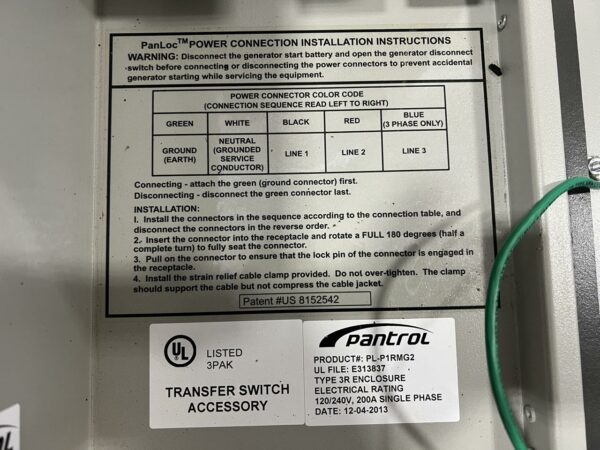 PanLoc™ POWER CONNECTION INSTALLATION INSTRUCTIONS
WARNING: Disconnect the generator start battery and open the generator disconnect
switch before connecting or disconnecting the power connectors to prevent accidental
generator starting while servicing the equipment.
POWER CONNECTOR COLOR CODE
(CONNECTION SEQUENCE READ LEFT TO RIGHT)
GREEN WHITE BLACK RED BLUE
(3 PHASE ONLY)
GROUND
(EARTH)
NEUTRAL
(GROUNDED
SERVICE
CONDUCTOR)
LINE 1 LINE 2 LINE 3
Connecting - attach the green (ground connector) first.
Disconnecting - disconnect the green connector last.
INSTALLATION:
I. Install the connectors in the sequence according to the connection table, and
disconnect the connectors in the reverse order.
2. Insert the connector into the receptacle and rotate a FULL 180 degrees (half a
complete turn) to fully seat the connector.
3. Pull on the connector to ensure that the lock pin of the connector is engaged in
the receptacle.
4. Install the strain relief cable clamp provided. Do not over-tighten. The clamp
should support the cable but not compress the cable jacket.
Patent #US 8152542
UL
LISTED
3PAK
TRANSFER SWITCH
ACCESSORY
Pantrol
PRODUCT#: PL-P1RMG2
UL FILE: E313837
TYPE 3R ENCLOSURE
ELECTRICAL RATING
120/240V, 200A SINGLE PHASE
DATE: 12-04-2013